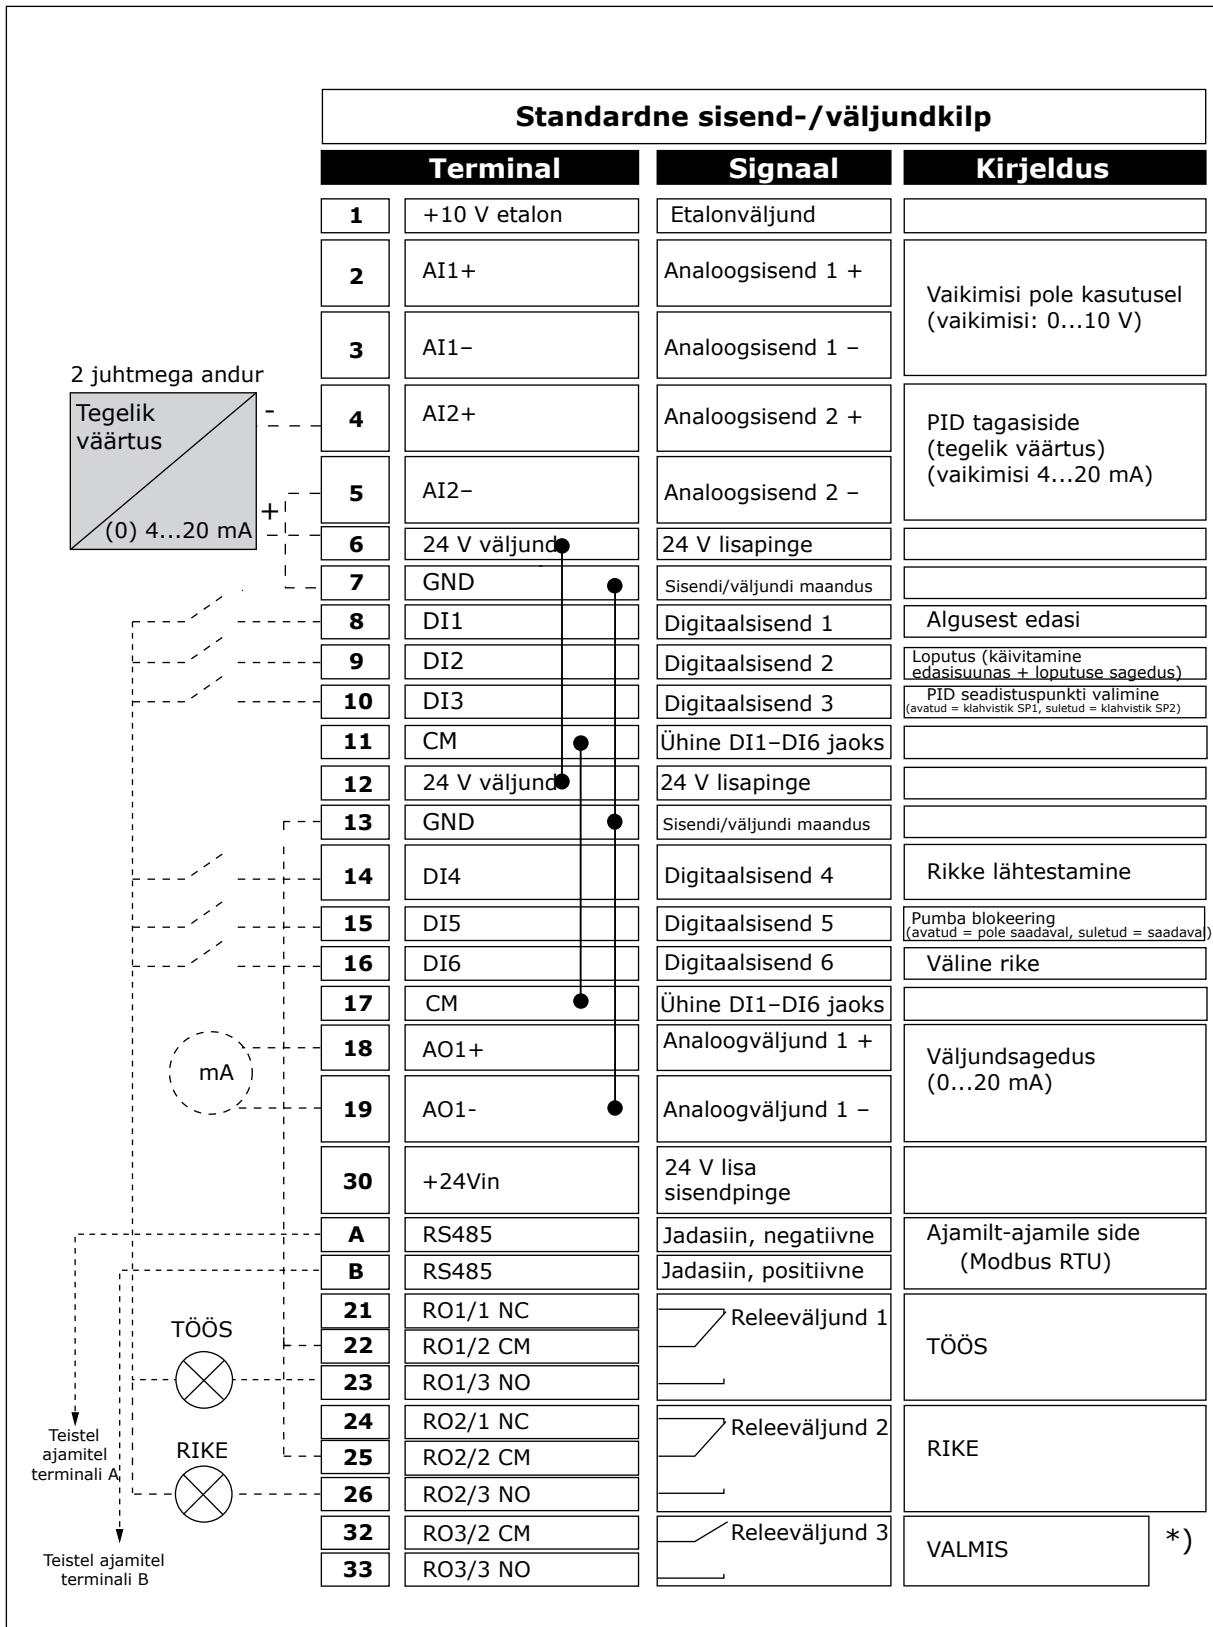 Standardne sisend-/väljundkilp
Terminal Signaal Kirjeldus
1 +10 V etalon Etalonväljund
2 AI1+ Analoogsisend 1 +
Vaikimisi pole kasutusel
(vaikimisi: 0...10 V)
3 AI1– Analoogsisend 1 –
2 juhtmega andur
Tegelik
väärtus
-
+
(0) 4...20 mA
4 AI2+ Analoogsisend 2 +
PID tagasiside
(tegelik väärtus)
(vaikimisi 4...20 mA)
5 AI2– Analoogsisend 2 –
6 24 V väljund 24 V lisapinge
7 GND Sisendi/väljundi maandus
8 DI1 Digitaalsisend 1 Algusest edasi
9 DI2 Digitaalsisend 2
Loputus (käivitamine
edasisuunas + loputuse sagedus)
10 DI3 Digitaalsisend 3
PID seadistuspunkti valimine
(avatud = klahvistik SP1, suletud = klahvistik SP2)
11 CM Ühine DI1–DI6 jaoks
12 24 V väljund 24 V lisapinge
13 GND Sisendi/väljundi maandus
14 DI4 Digitaalsisend 4 Rikke lähtestamine
15 DI5 Digitaalsisend 5
Pumba blokeering
(avatud = pole saadaval, suletud = saadaval)
16 DI6 Digitaalsisend 6 Väline rike
17 CM Ühine DI1–DI6 jaoks
mA
18 AO1+ Analoogväljund 1 +
Väljundsagedus
(0...20 mA)
19 AO1- Analoogväljund 1 –
30 +24Vin
24 V lisa
sisendpinge
A RS485 Jadasiin, negatiivne
Ajamilt-ajamile side
(Modbus RTU)
B RS485 Jadasiin, positiivne
21 RO1/1 NC Releeväljund 1
TÖÖS
22 RO1/2 CM TÖÖS
23 RO1/3 NO
24 RO2/1 NC Releeväljund 2
Teistel
ajamitel
terminali A
RIKE
25 RO2/2 CM RIKE
26 RO2/3 NO
32 RO3/2 CM Releeväljund 3
VALMIS *)
33 RO3/3 NO
Teistel ajamitel
terminali B